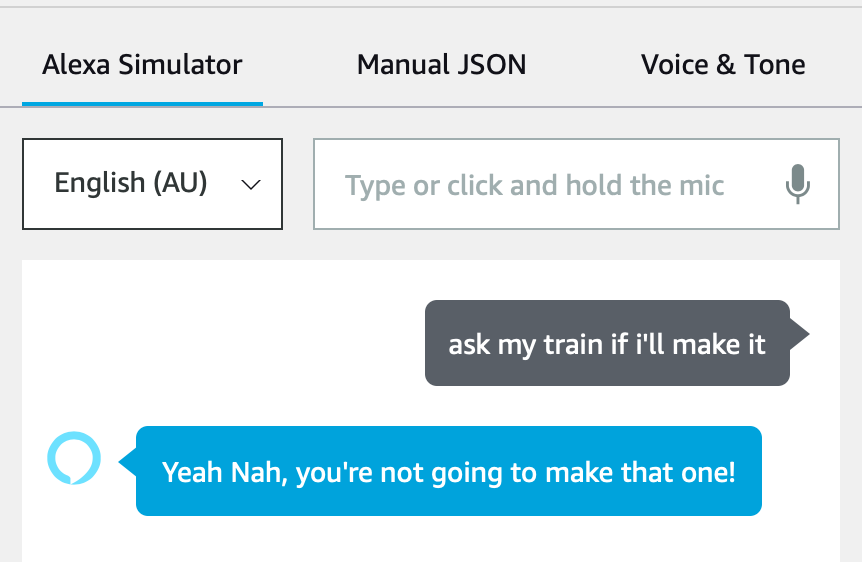 Alexa Simulator Manual JSON Voice & Tone
English (AU) Type or click and hold the mic
ask my train if i'll make it
Yeah Nah, you're not going to make that one!